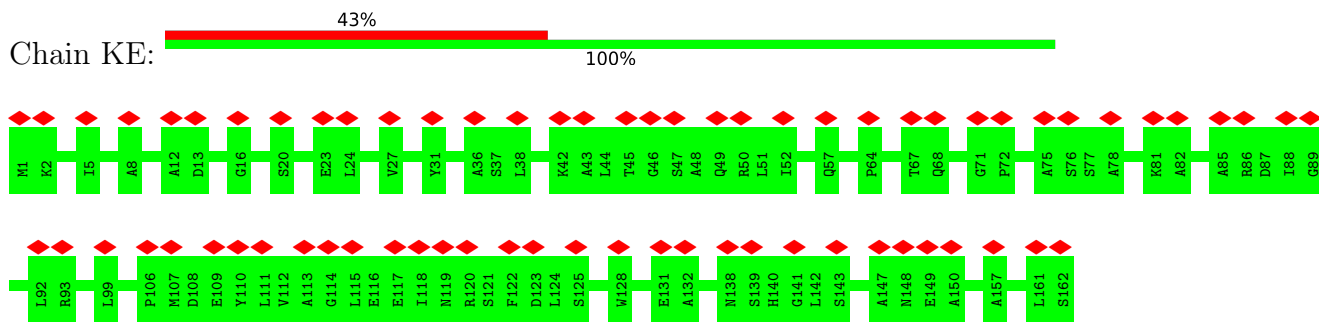 43%
Chain KE:
100%
M1 K2 I5 A8 A12 D13 G16 S20 E23 L24 V27 Y31 A36 S37 L38 K42 A43 L44 T45 G46 S47 A48 Q49 R50 L51 I52 Q57 P64 T67 Q68 G71 P72 A75 S76 S77 A78 K81 A82 A85 R86 D87 I88 G89
L92 R93 L99 P106 M107 D108 E109 Y110 L111 V112 A113 G114 L115 E116 E117 I118 N119 R120 S121 F122 D123 L124 S125 W128 E131 A132 N138 S139 H140 G141 L142 S143 A147 N148 E149 A150 A157 L161 S162